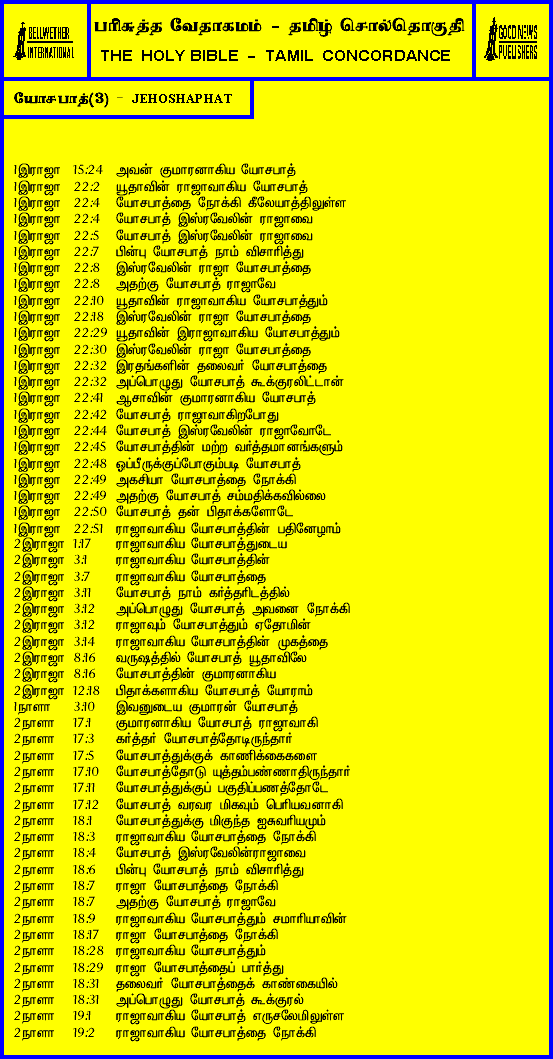 BELLWETHER
INTERNATIONAL
பரிசுத்த வேதாகமம் - தமிழ் சொல்தொகுதி
THE HOLY BIBLE - TAMIL CONCORDANCE
GOOD NEWS
PUBLISHERS
யோசபாத்(3) - JEHOSHAPHAT
1இராஜா 15:24 அவன் குமாரனாகிய யோசபாத்
1இராஜா 22:2 யூதாவின் ராஜாவாகிய யோசபாத்
1இராஜா 22:4 யோசபாத்தை நோக்கி கீலேயாத்திலுள்ள
1இராஜா 22:4 யோசபாத் இஸ்ரவேலின் ராஜாவை
1இராஜா 22:5 யோசபாத் இஸ்ரவேலின் ராஜாவை
1இராஜா 22:7 பின்பு யோசபாத் நாம் விசாரித்து
1இராஜா 22:8 இஸ்ரவேலின் ராஜா யோசபாத்தை
1இராஜா 22:8 அதற்கு யோசபாத் ராஜாவே
1இராஜா 22:10 யூதாவின் ராஜாவாகிய யோசபாத்தும்
1இராஜா 22:18 இஸ்ரவேலின் ராஜா யோசபாத்தை
1இராஜா 22:29 யூதாவின் இராஜாவாகிய யோசபாத்தும்
1இராஜா 22:30 இஸ்ரவேலின் ராஜா யோசபாத்தை
1இராஜா 22:32 இரதங்களின் தலைவர் யோசபாத்தை
1இராஜா 22:32 அப்பொழுது யோசபாத் கூக்குரலிட்டான்
1இராஜா 22:41 ஆசாவின் குமாரனாகிய யோசபாத்
1இராஜா 22:42 யோசபாத் ராஜாவாகிறபோது
1இராஜா 22:44 யோசபாத் இஸ்ரவேலின் ராஜாவோடே
1இராஜா 22:45 யோசபாத்தின் மற்ற வர்த்தமானங்களும்
1இராஜா 22:48 ஓப்பீருக்குப்போகும்படி யோசபாத்
1இராஜா 22:49 அகசியா யோசபாத்தை நோக்கி
1இராஜா 22:49 அதற்கு யோசபாத் சம்மதிக்கவில்லை
1இராஜா 22:50 யோசபாத் தன் பிதாக்களோடே
1இராஜா 22:51 ராஜாவாகிய யோசபாத்தின் பதினேழாம்
2இராஜா 1:17 ராஜாவாகிய யோசபாத்துடைய
2இராஜா 3:1 ராஜாவாகிய யோசபாத்தின்
2இராஜா 3:7 ராஜாவாகிய யோசபாத்தை
2இராஜா 3:11 யோசபாத் நாம் கர்த்தரிடத்தில்
2இராஜா 3:12 அப்பொழுது யோசபாத் அவனை நோக்கி
2இராஜா 3:12 ராஜாவும் யோசபாத்தும் ஏதோமின்
2இராஜா 3:14 ராஜாவாகிய யோசபாத்தின் முகத்தை
2இராஜா 8:16 வருஷத்தில் யோசபாத் யூதாவிலே
2இராஜா 8:16 யோசபாத்தின் குமாரனாகிய
2இராஜா 12:18 பிதாக்களாகிய யோசபாத் யோராம்
1நாளா 3:10 இவனுடைய குமாரன் யோசபாத்
2நாளா 17:1 குமாரனாகிய யோசபாத் ராஜாவாகி
2நாளா 17:3 கர்த்தர் யோசபாத்தோடிருந்தார்
2நாளா 17:5 யோசபாத்துக்குக் காணிக்கைகளை
2நாளா 17:10 யோசபாத்தோடு யுத்தம்பண்ணாதிருந்தார்
2நாளா 17:11 யோசபாத்துக்குப் பகுதிப்பணத்தோடே
2நாளா 17:12 யோசபாத் வரவர மிகவும் பெரியவனாகி
2நாளா 18:1 யோசபாத்துக்கு மிகுந்த ஐசுவரியமும்
2நாளா 18:3 ராஜாவாகிய யோசபாத்தை நோக்கி
2நாளா 18:4 யோசபாத் இஸ்ரவேலின்ராஜாவை
2நாளா 18:6 பின்பு யோசபாத் நாம் விசாரித்து
2நாளா 18:7 ராஜா யோசபாத்தை நோக்கி
2நாளா 18:7 அதற்கு யோசபாத் ராஜாவே
2நாளா 18:9 ராஜாவாகிய யோசபாத்தும் சமாரியாவின்
2நாளா 18:17 ராஜா யோசபாத்தை நோக்கி
2நாளா 18:28 ராஜாவாகிய யோசபாத்தும்
2நாளா 18:29 ராஜா யோசபாத்தைப் பார்த்து
2நாளா 18:31 தலைவர் யோசபாத்தைக் காண்கையில்
2நாளா 18:31 அப்பொழுது யோசபாத் கூக்குரல்
2நாளா 19:1 ராஜாவாகிய யோசபாத் எருசலேமிலுள்ள
2நாளா 19:2 ராஜாவாகிய யோசபாத்தை நோக்கி